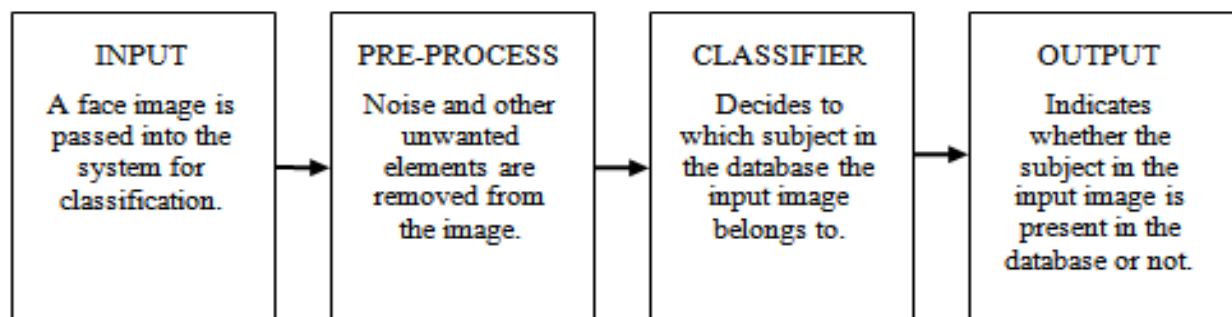 INPUT
A face image is
passed into the
system for
classification.
PRE-PROCESS
Noise and other
unwanted
elements are
removed from
the image.
CLASSIFIER
Decides to
which subject in
the database the
input image
belongs to.
OUTPUT
Indicates
whether the
subject in the
input image is
present in the
database or not.